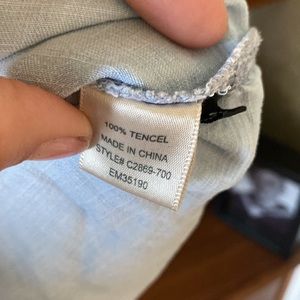 100% TENCEL
MADE IN CHINA
STYLE# C2869-700
EM35190